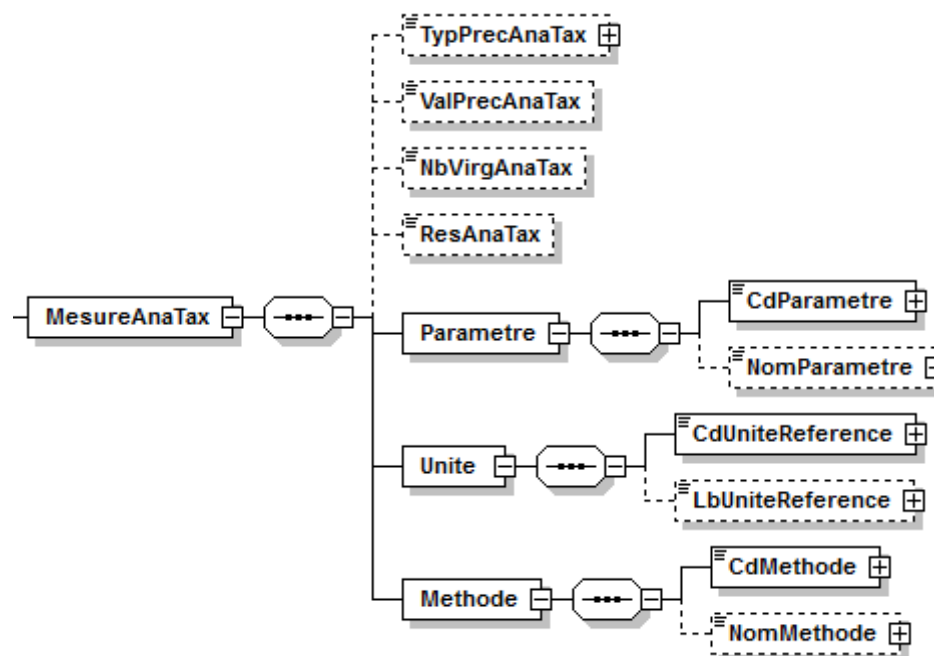 TypPrecAnaTax
ValPrecAnaTax
NbVirgAnaTax
ResAnaTax
MesureAnaTax
Parametre
CdParametre
NomParametre
Unite
CdUniteReference
LbUniteReference
Methode
CdMethode
NomMethode